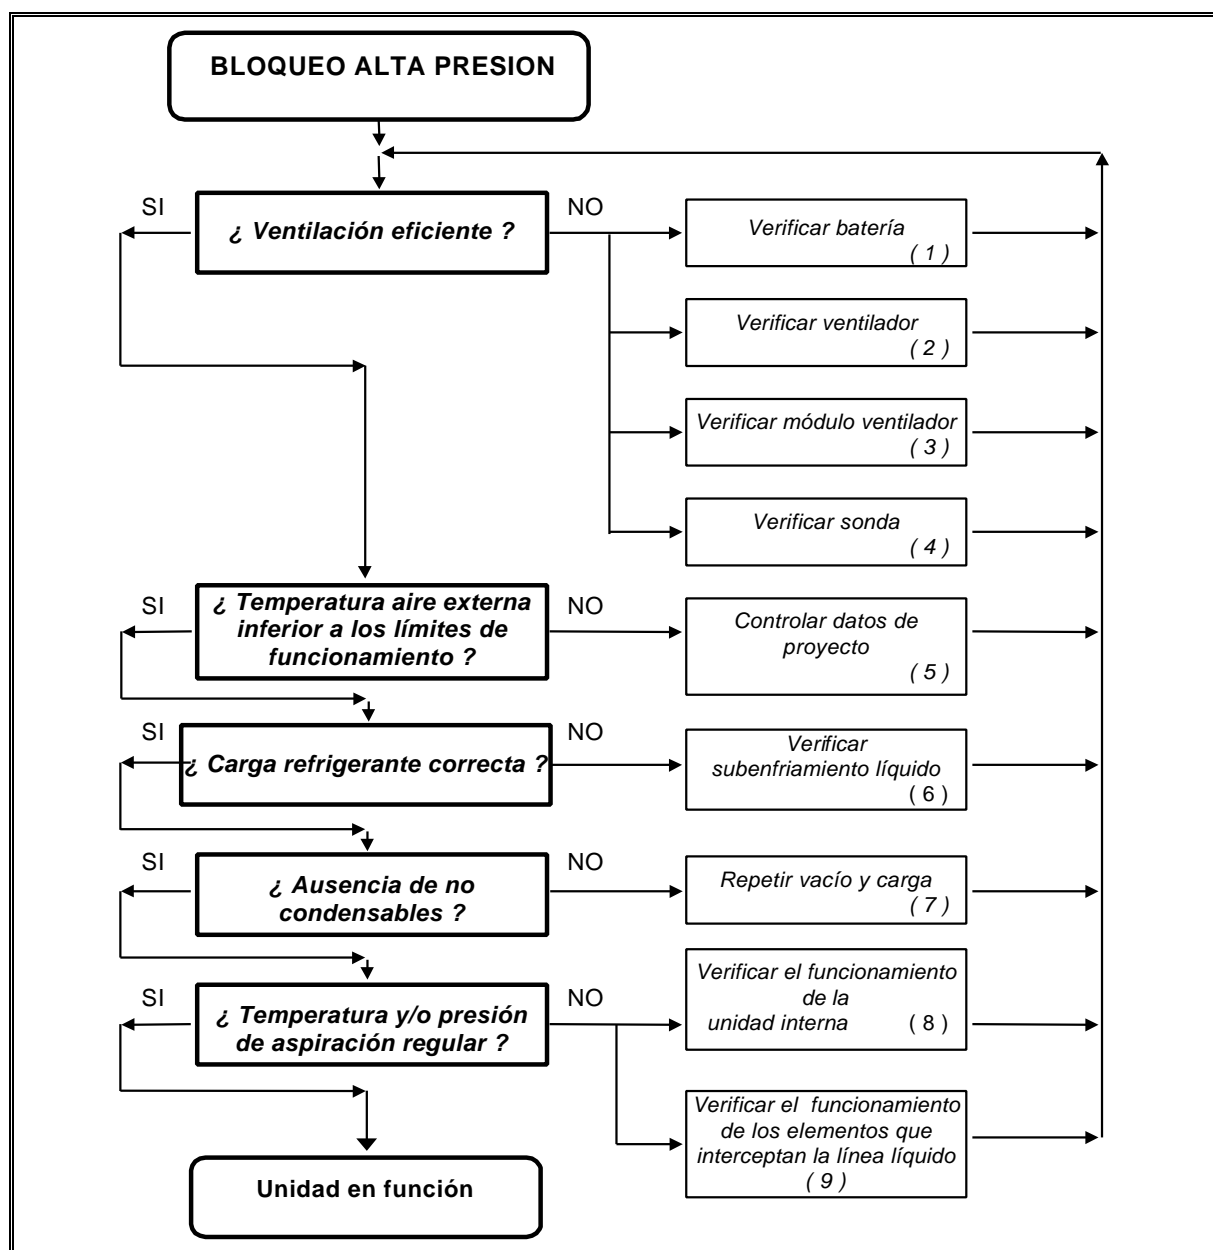 BLOQUEO ALTA PRESION
SI
¿ Ventilación eficiente ?
NO
Verificar batería
( 1 )
Verificar ventilador
( 2 )
Verificar módulo ventilador
( 3 )
Verificar sonda
( 4 )
SI
¿ Temperatura aire externa
inferior a los límites de
funcionamiento ?
NO
Controlar datos de
proyecto
( 5 )
SI
¿ Carga refrigerante correcta ?
NO
Verificar
subenfriamiento líquido
( 6 )
SI
¿ Ausencia de no
condensables ?
NO
Repetir vacío y carga
( 7 )
SI
¿ Temperatura y/o presión
de aspiración regular ?
NO
Verificar el funcionamiento
de la
unidad interna ( 8 )
Verificar el funcionamiento
de los elementos que
interceptan la línea líquido
( 9 )
Unidad en función